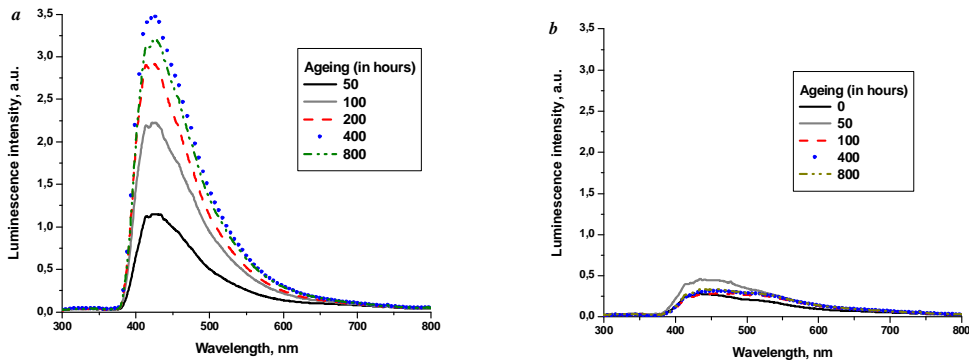 a
3,5
3,0
2,5
2,0
1,5
1,0
0,5
0,0
Luminescence intensity, a.u.
300 400 500 600 700 800
Wavelength, nm
Ageing (in hours)
50
100
200
400
800
b
3,5
3,0
2,5
2,0
1,5
1,0
0,5
0,0
Luminescence intensity, a.u.
300 400 500 600 700 800
Wavelength, nm
Ageing (in hours)
0
50
100
400
800